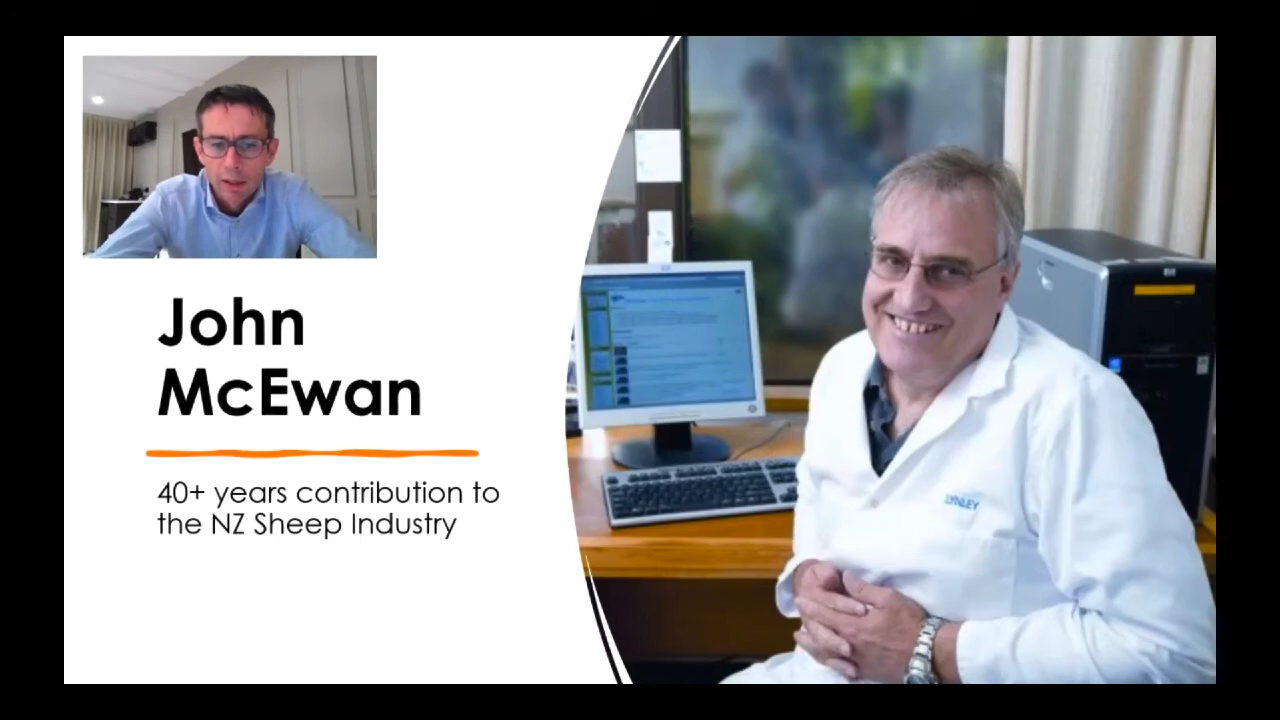 John
McEwan
40+ years contribution to
the NZ Sheep Industry
LYNLEY